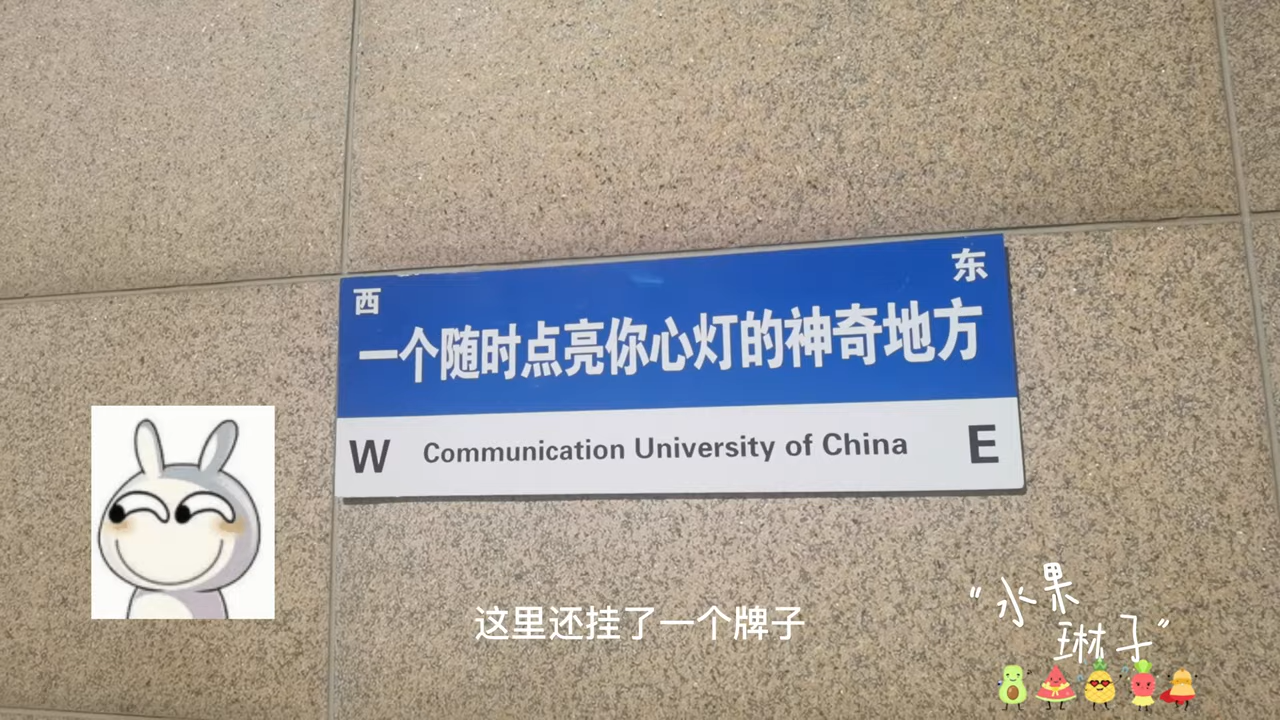 西 东
一个随时点亮你心灯的神奇地方
W Communication University of China E
这里还挂了一个牌子
“水果
琳子”